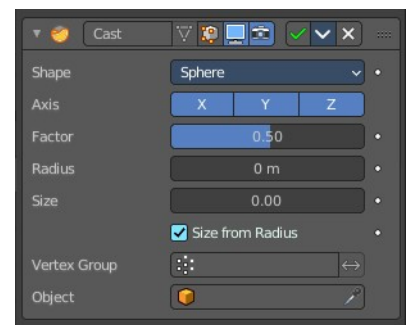 Cast
Shape Sphere
Axis X Y Z
Factor 0.50
Radius 0 m
Size 0.00
Size from Radius
Vertex Group
Object